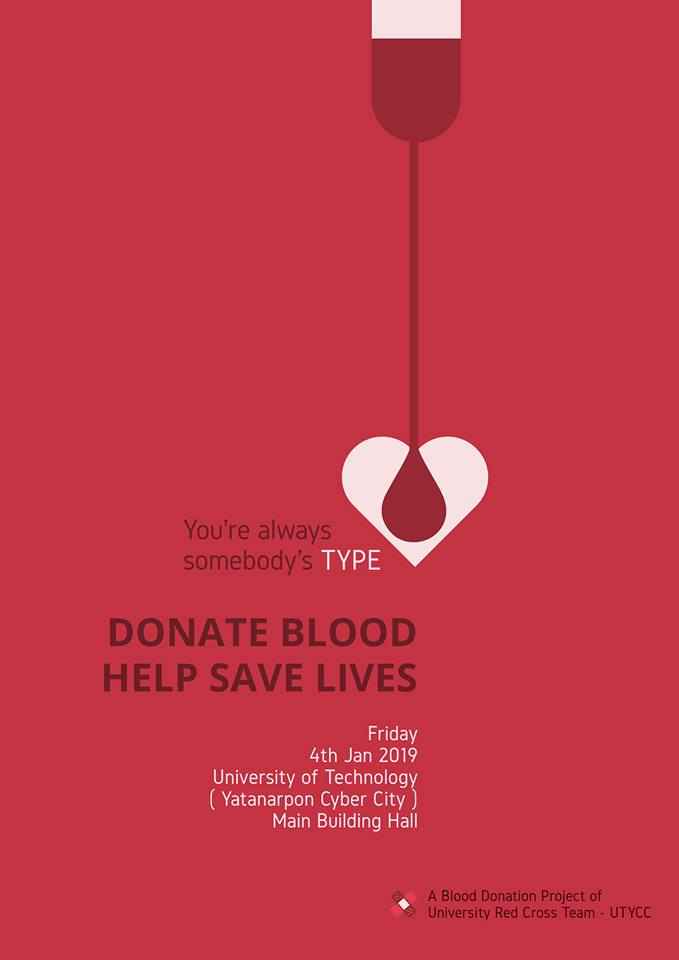 You're always
somebody's TYPE
DONATE BLOOD
HELP SAVE LIVES
Friday
4th Jan 2019
University of Technology
( Yatanarpon Cyber City )
Main Building Hall
A Blood Donation Project of
University Red Cross Team - UTYCC